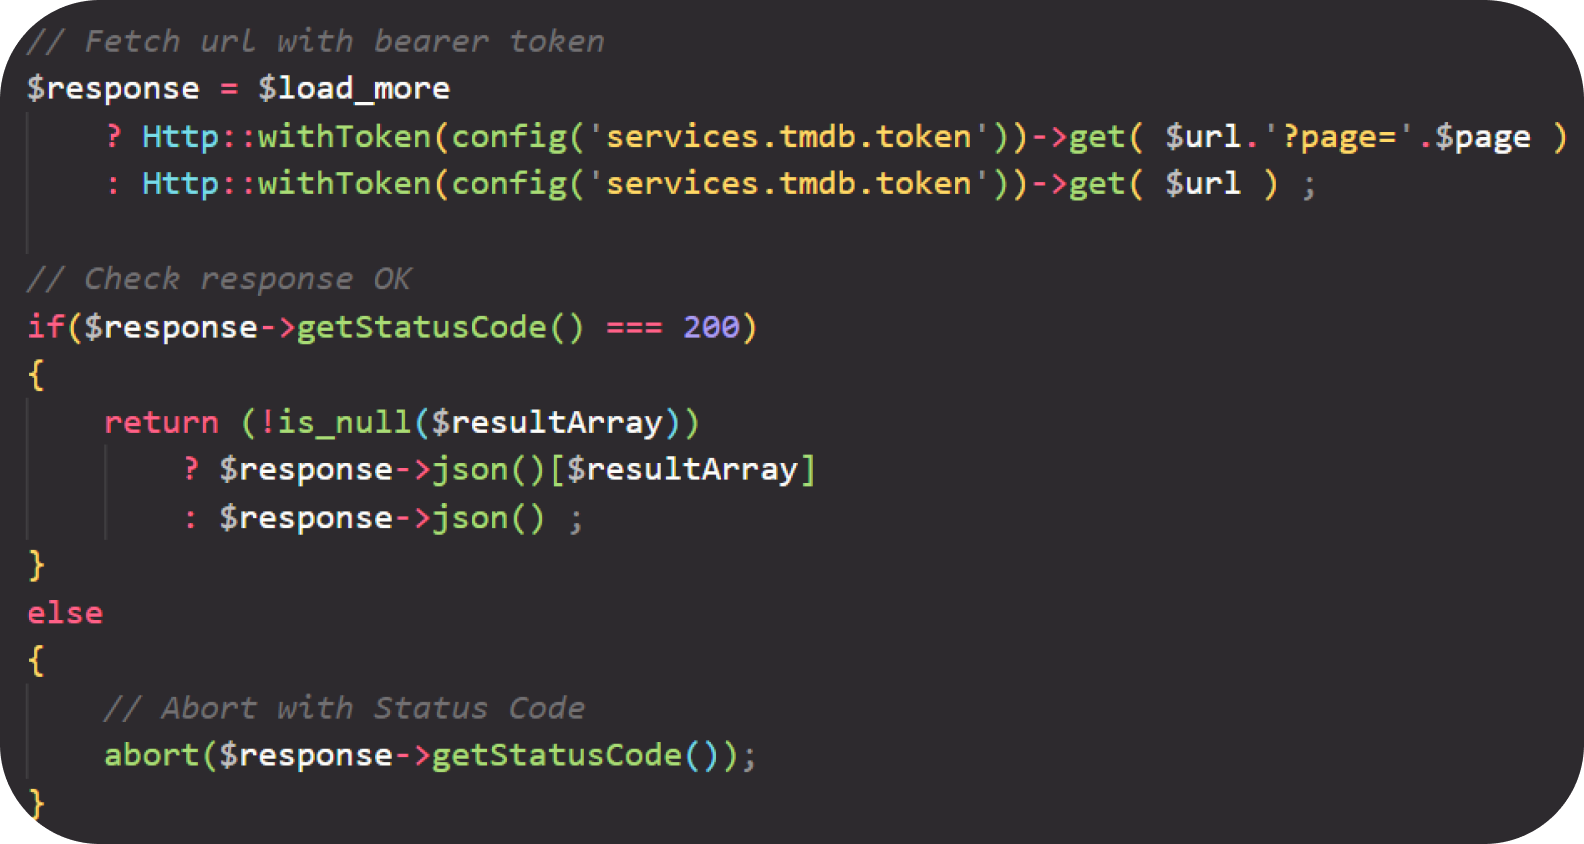 // Fetch url with bearer token
$response = $load_more
? Http::withToken(config('services.tmdb.token'))->get( $url.'?page='.$page )
: Http::withToken(config('services.tmdb.token'))->get( $url ) ;
// Check response OK
if($response->getStatusCode() === 200)
{
return (!is_null($resultArray))
? $response->json()[$resultArray]
: $response->json() ;
}
else
{
// Abort with Status Code
abort($response->getStatusCode());
}